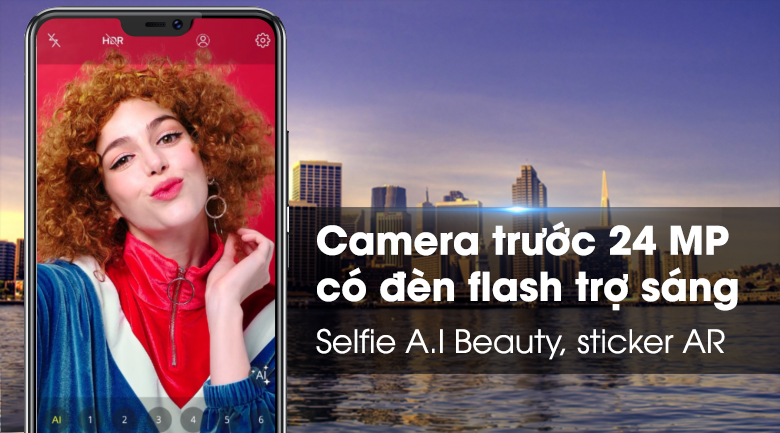 HDR
Camera trước 24 MP
có đèn flash trợ sáng
Selfie A.I Beauty, sticker AR
AI
AI 1 2 3 4 5 6